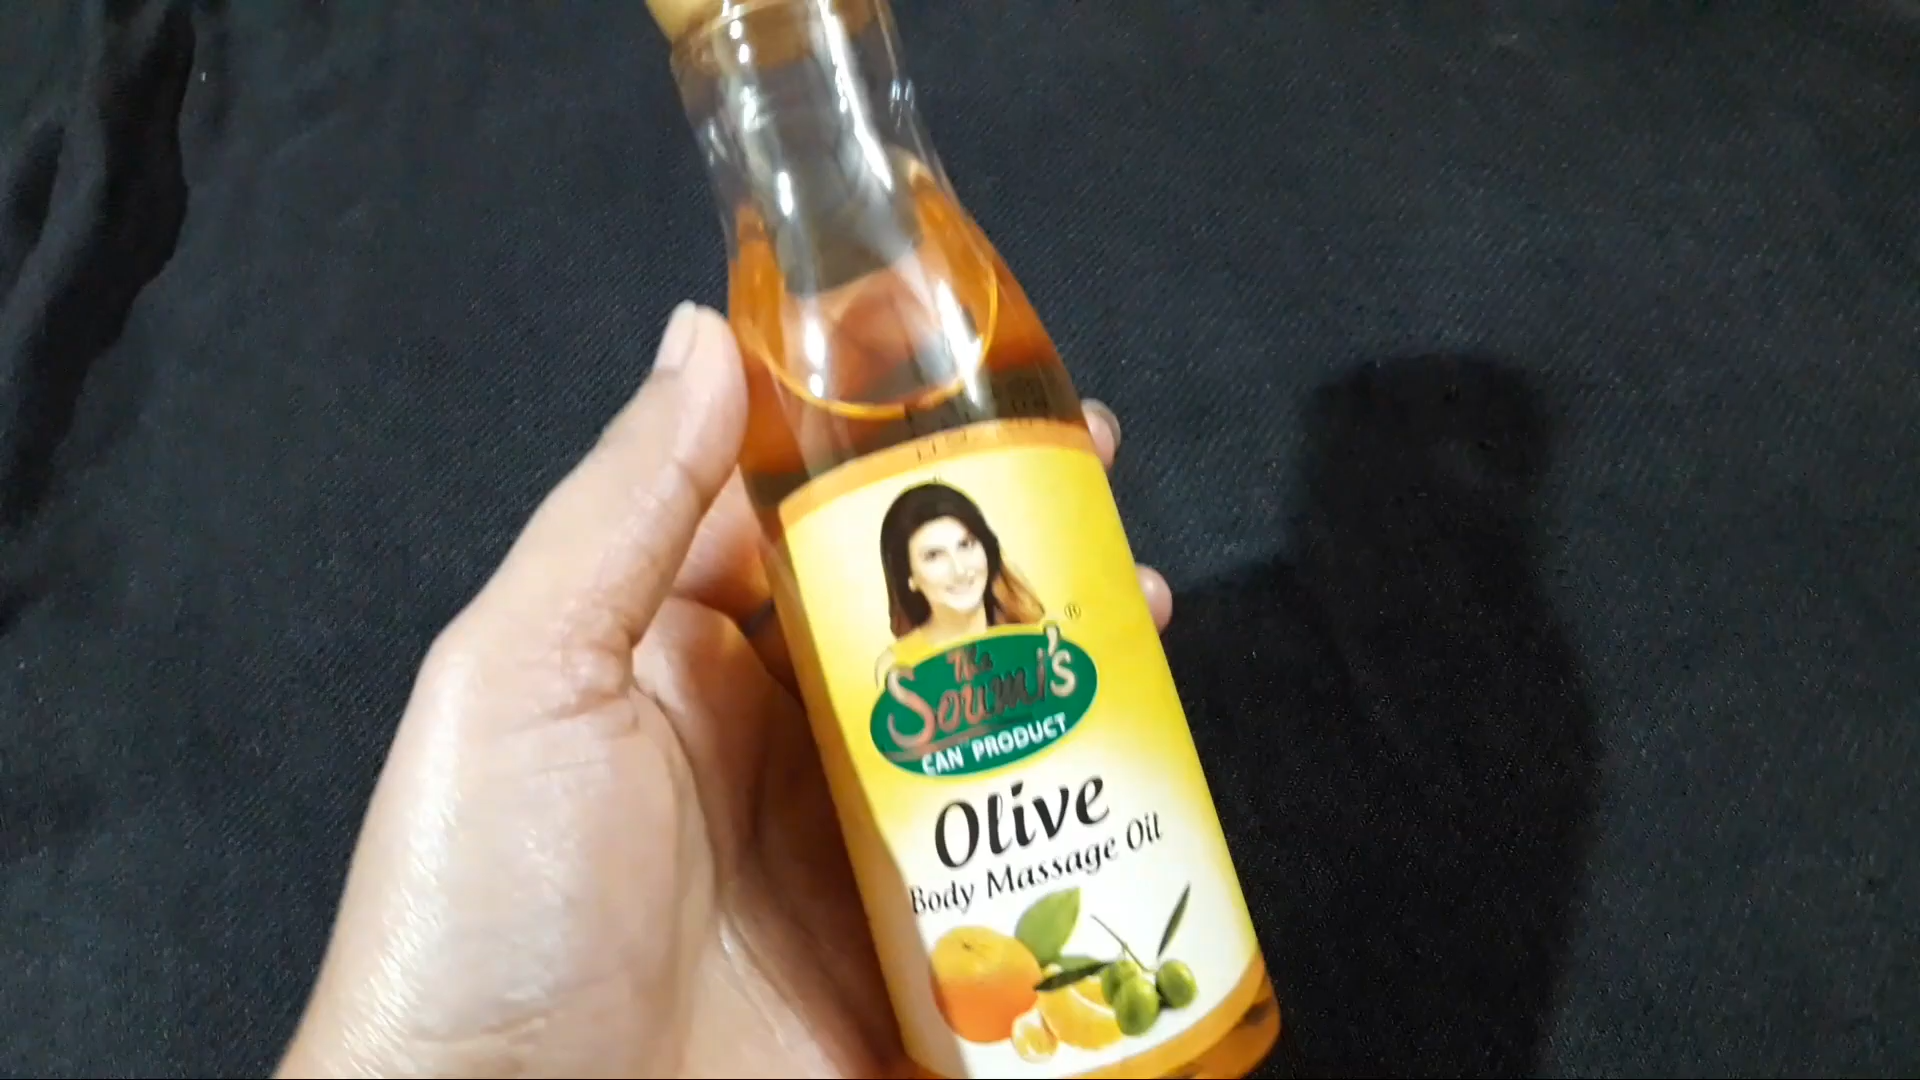 The
Soumi's
®
CAN PRODUCT
Olive
Body Massage Oil